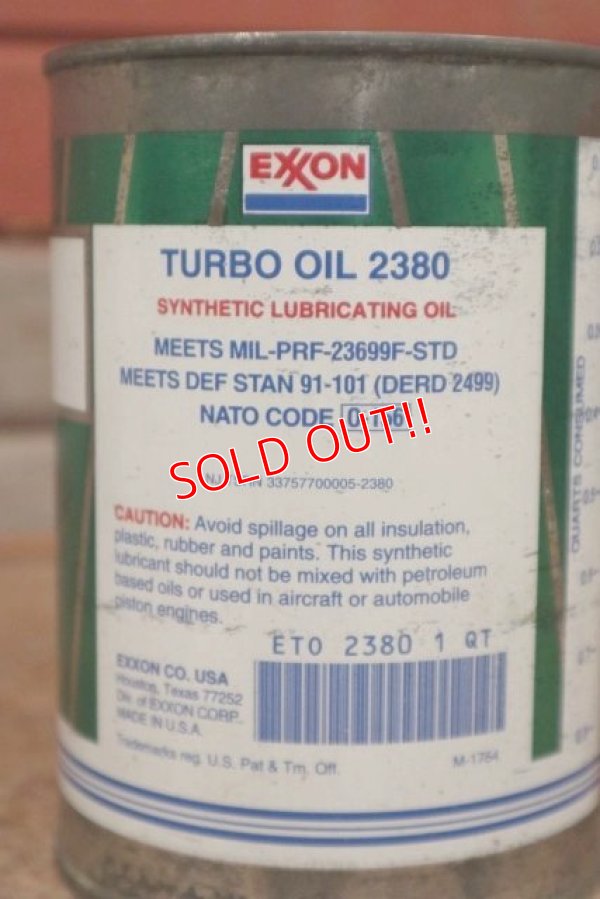 EXXON
TURBO OIL 2380
SYNTHETIC LUBRICATING OIL
MEETS MIL-PRF-23699F-STD
MEETS DEF STAN 91-101 (DERD 2499)
NATO CODE O-156
SOLD OUT!!
33757700005-2380
CAUTION: Avoid spillage on all insulation,
plastic, rubber and paints. This synthetic
lubricant should not be mixed with petroleum
based oils or used in aircraft or automobile
piston engines.
ETO 2380 1 QT
EXXON CO. USA
Houston, Texas 77252
Div. of EXXON CORP.
MADE IN U.S.A.
Trademarks reg. U.S. Pat & Tm. Off.
M-1764
QUARTS CONSUMED